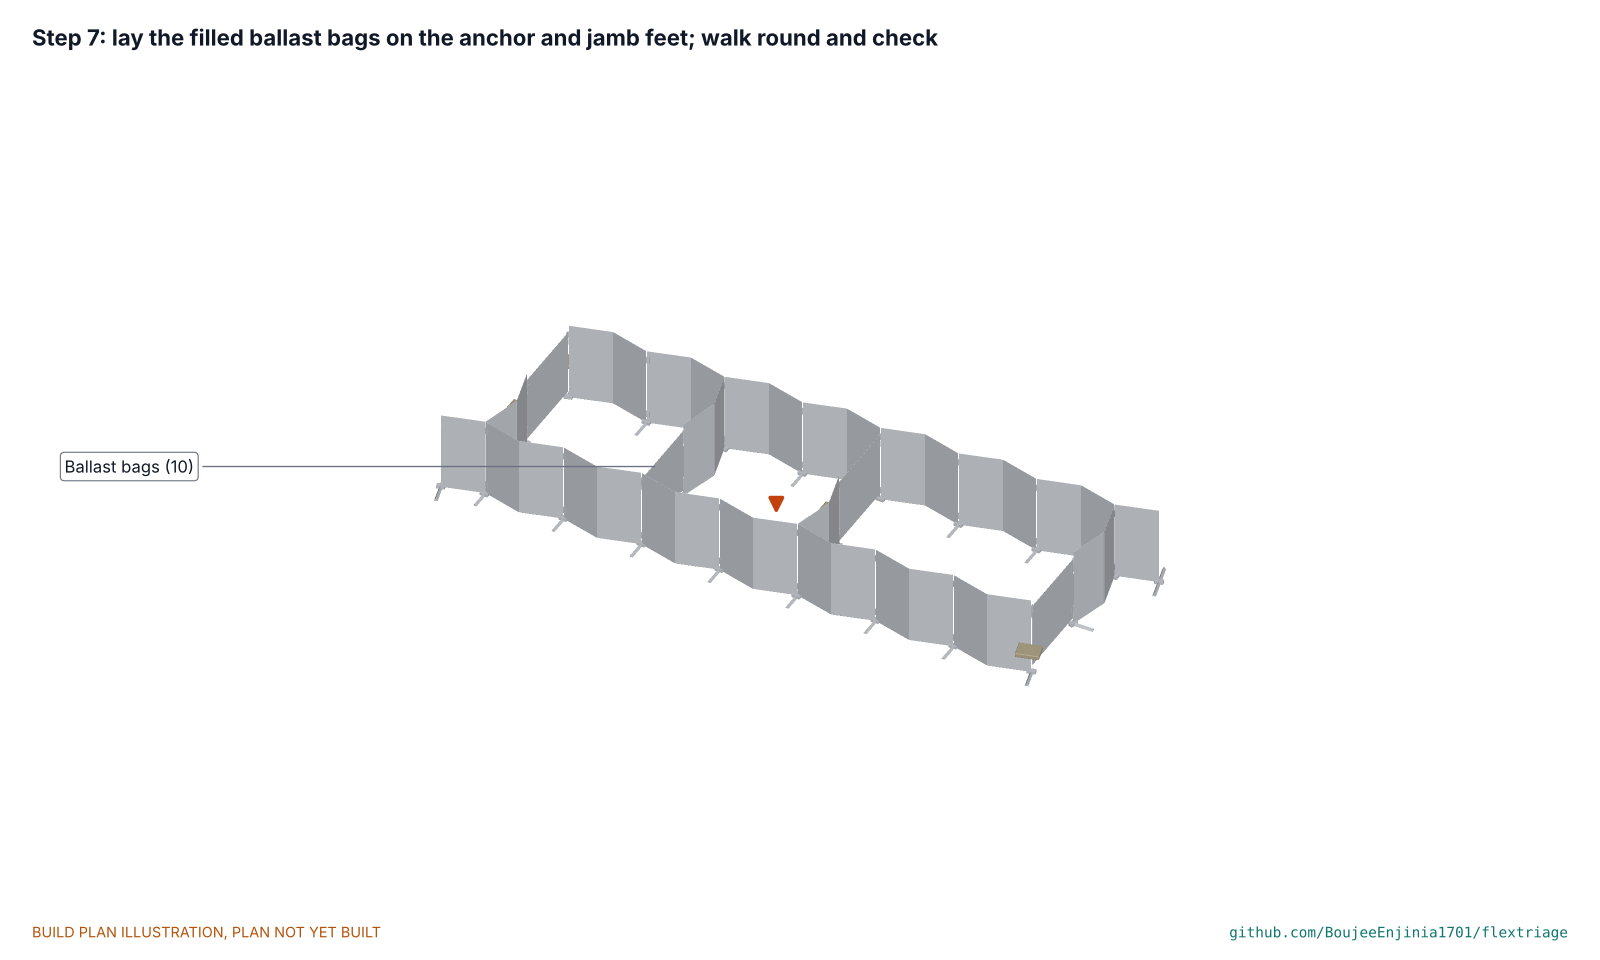 Step 7: lay the filled ballast bags on the anchor and jamb feet; walk round and check
Ballast bags (10)
BUILD PLAN ILLUSTRATION, PLAN NOT YET BUILT
github.com/BoujeeEnjinia1701/flextriage